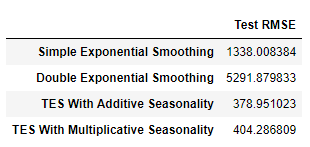 Test RMSE
Simple Exponential Smoothing 1338.008384
Double Exponential Smoothing 5291.879833
TES With Additive Seasonality 378.951023
TES With Multiplicative Seasonality 404.286809